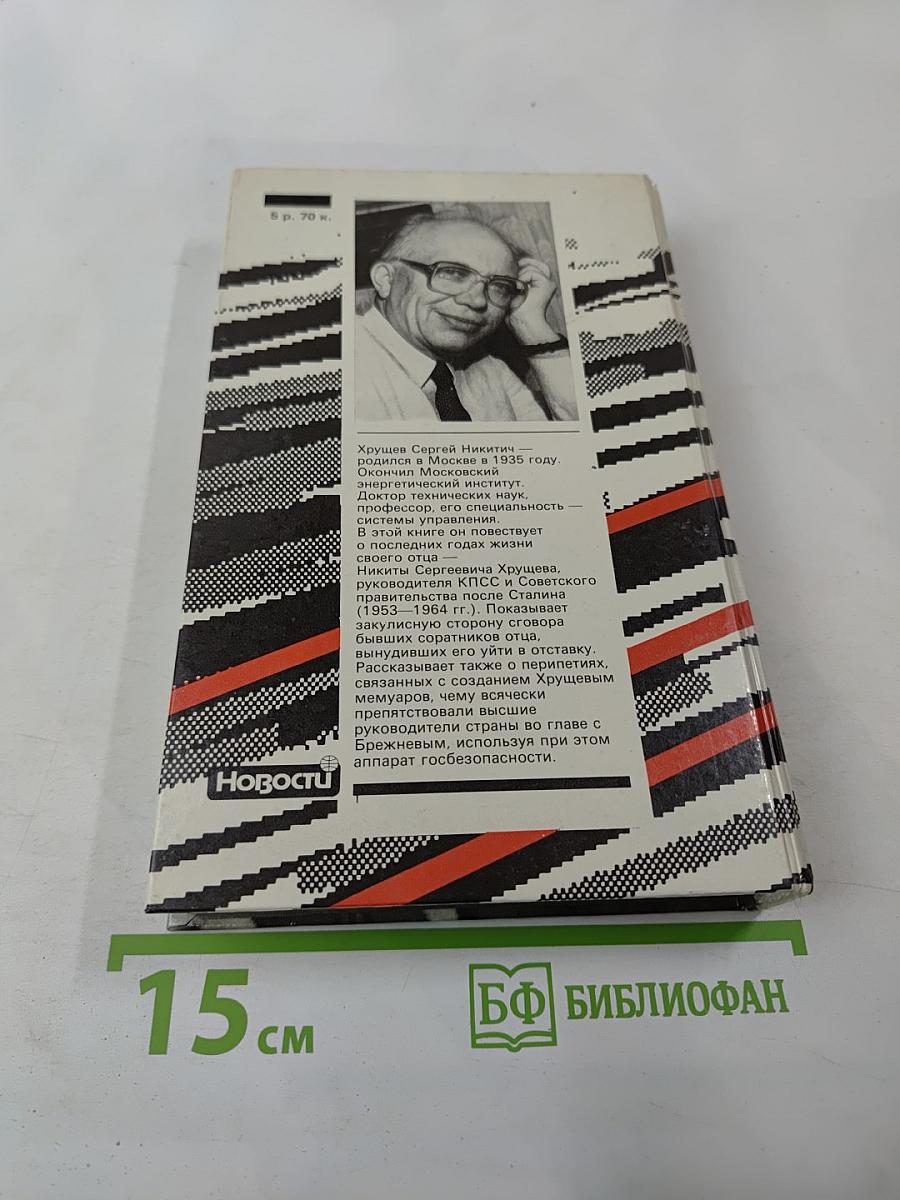 5 р. 70 к.
Хрущев Сергей Никитич —
родился в Москве в 1935 году.
Окончил Московский
энергетический институт.
Доктор технических наук,
профессор, его специальность —
системы управления.
В этой книге он повествует
о последних годах жизни
своего отца —
Никиты Сергеевича Хрущева,
руководителя КПСС и Советского
правительства после Сталина
(1953—1964 гг.). Показывает
закулисную сторону сговора
бывших соратников отца,
вынудивших его уйти в отставку.
Рассказывает также о перипетиях,
связанных с созданием Хрущевым
мемуаров, чему всячески
препятствовали высшие
руководители страны во главе с
Брежневым, используя при этом
аппарат госбезопасности.
Новости
15 см
БФ БИБЛИОФАН